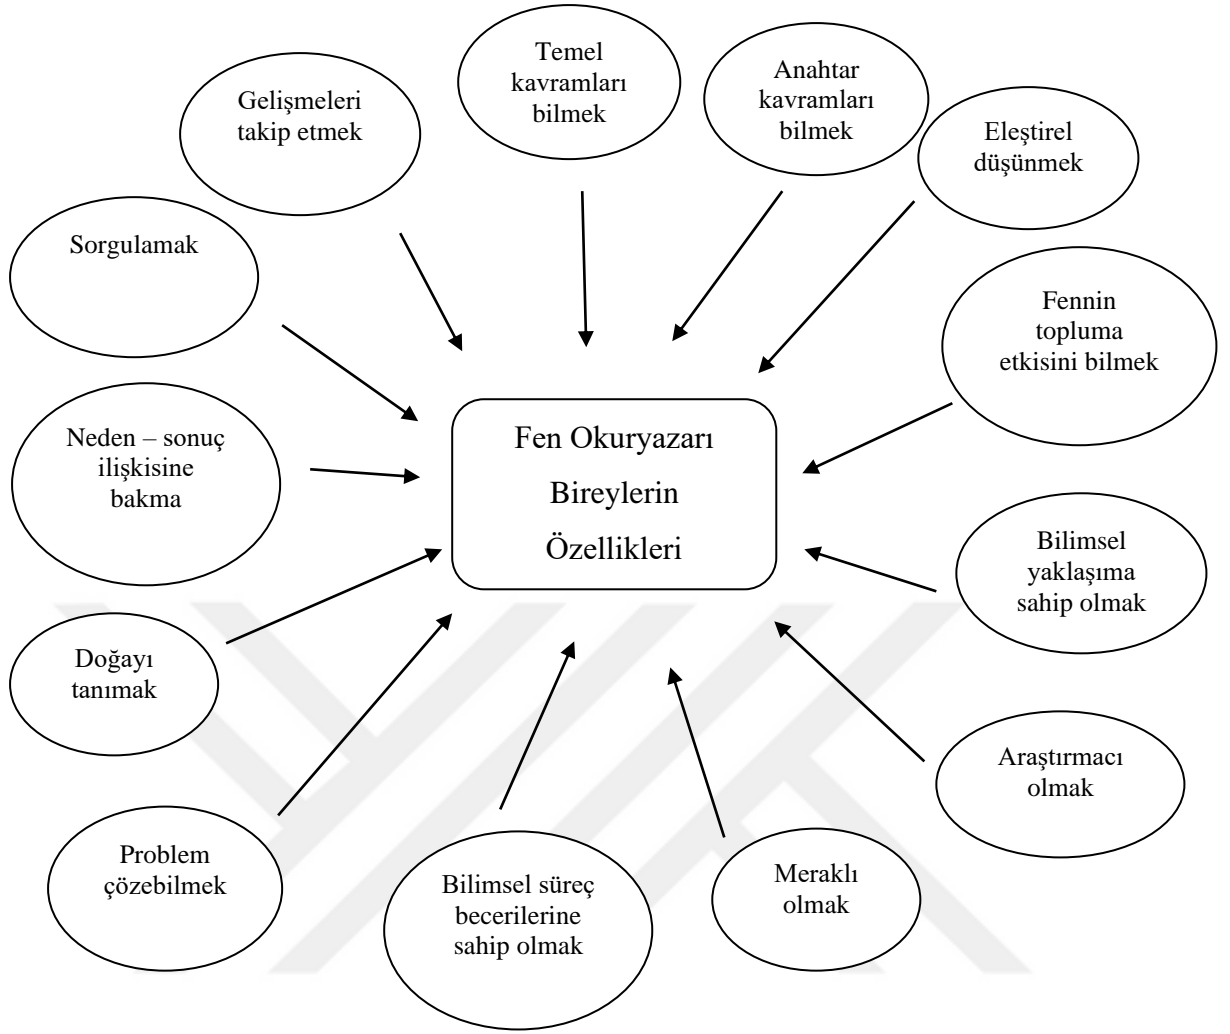 Temel
kavramları
bilmek
Anahtar
kavramları
bilmek
Gelişmeleri
takip etmek
Eleştirel
düşünmek
Sorgulamak
Fennin
topluma
etkisini bilmek
Neden – sonuç
ilişkisine
bakma
Fen Okuryazarı
Bireylerin
Özellikleri
Bilimsel
yaklaşıma
sahip olmak
Doğayı
tanımak
Araştırmacı
olmak
Problem
çözebilmek
Bilimsel süreç
becerilerine
sahip olmak
Meraklı
olmak